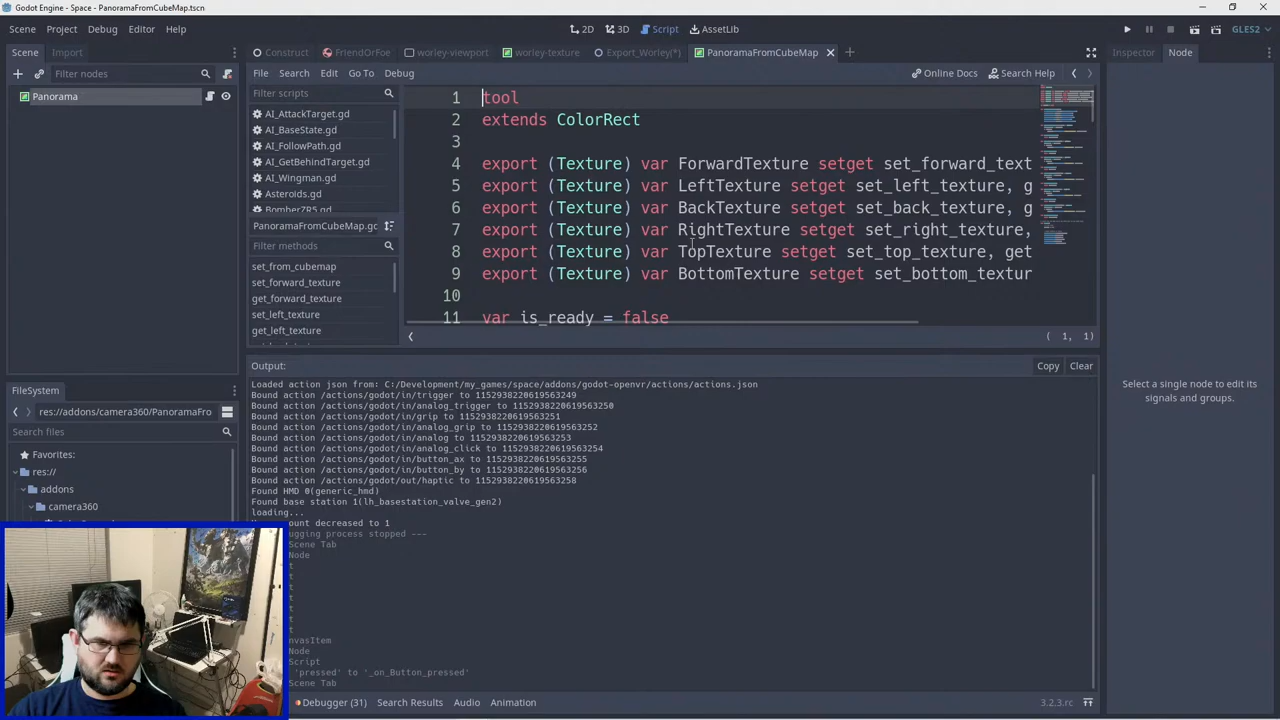 Godot Engine - Space - PanoramaFromCubeMap.tscn
Scene Project Debug Editor Help
2D 3D Script AssetLib
GLES2
Scene Import
Construct FriendOrFoe worley-viewport worley-texture Export_Worley(*) PanoramaFromCubeMap
Inspector Node
Filter nodes
File Search Edit Go To Debug
Online Docs Search Help
Panorama
Filter scripts
AI_AttackTarget.gd
AI_BaseState.gd
AI_FollowPath.gd
AI_GetBehindTarget.gd
AI_Wingman.gd
Asteroids.gd
BomberZR5.gd
PanoramaFromCubeMap.gc
Filter methods
set_from_cubemap
set_forward_texture
get_forward_texture
set_left_texture
get_left_texture
1 tool
2 extends ColorRect
3
4 export (Texture) var ForwardTexture setget set_forward_text
5 export (Texture) var LeftTexture setget set_left_texture, g
6 export (Texture) var BackTexture setget set_back_texture, g
7 export (Texture) var RightTexture setget set_right_texture,
8 export (Texture) var TopTexture setget set_top_texture, get
9 export (Texture) var BottomTexture setget set_bottom_textur
10
11 var is_ready = false
( 1, 1)
Select a single node to edit its
signals and groups.
FileSystem
res://addons/camera360/PanoramaFro
Search files
Favorites:
res://
addons
camera360
Output:
Copy Clear
Loaded action json from: C:/Development/my_games/space/addons/godot-openvr/actions/actions.json
Bound action /actions/godot/in/trigger to 1152938220619563249
Bound action /actions/godot/in/analog_trigger to 1152938220619563250
Bound action /actions/godot/in/grip to 1152938220619563251
Bound action /actions/godot/in/analog_grip to 1152938220619563252
Bound action /actions/godot/in/analog to 1152938220619563253
Bound action /actions/godot/in/analog_click to 1152938220619563254
Bound action /actions/godot/in/button_ax to 1152938220619563255
Bound action /actions/godot/in/button_by to 1152938220619563256
Bound action /actions/godot/out/haptic to 1152938220619563258
Found HMD 0(generic_hmd)
Found base station 1(lh_basestation_valve_gen2)
loading...
ount decreased to 1
ugging process stopped ---
Scene Tab
Node
t
t
t
t
t
t
t
nvasItem
Node
Script
'pressed' to '_on_Button_pressed'
Scene Tab
Debugger (31) Search Results Audio Animation
3.2.3.rc